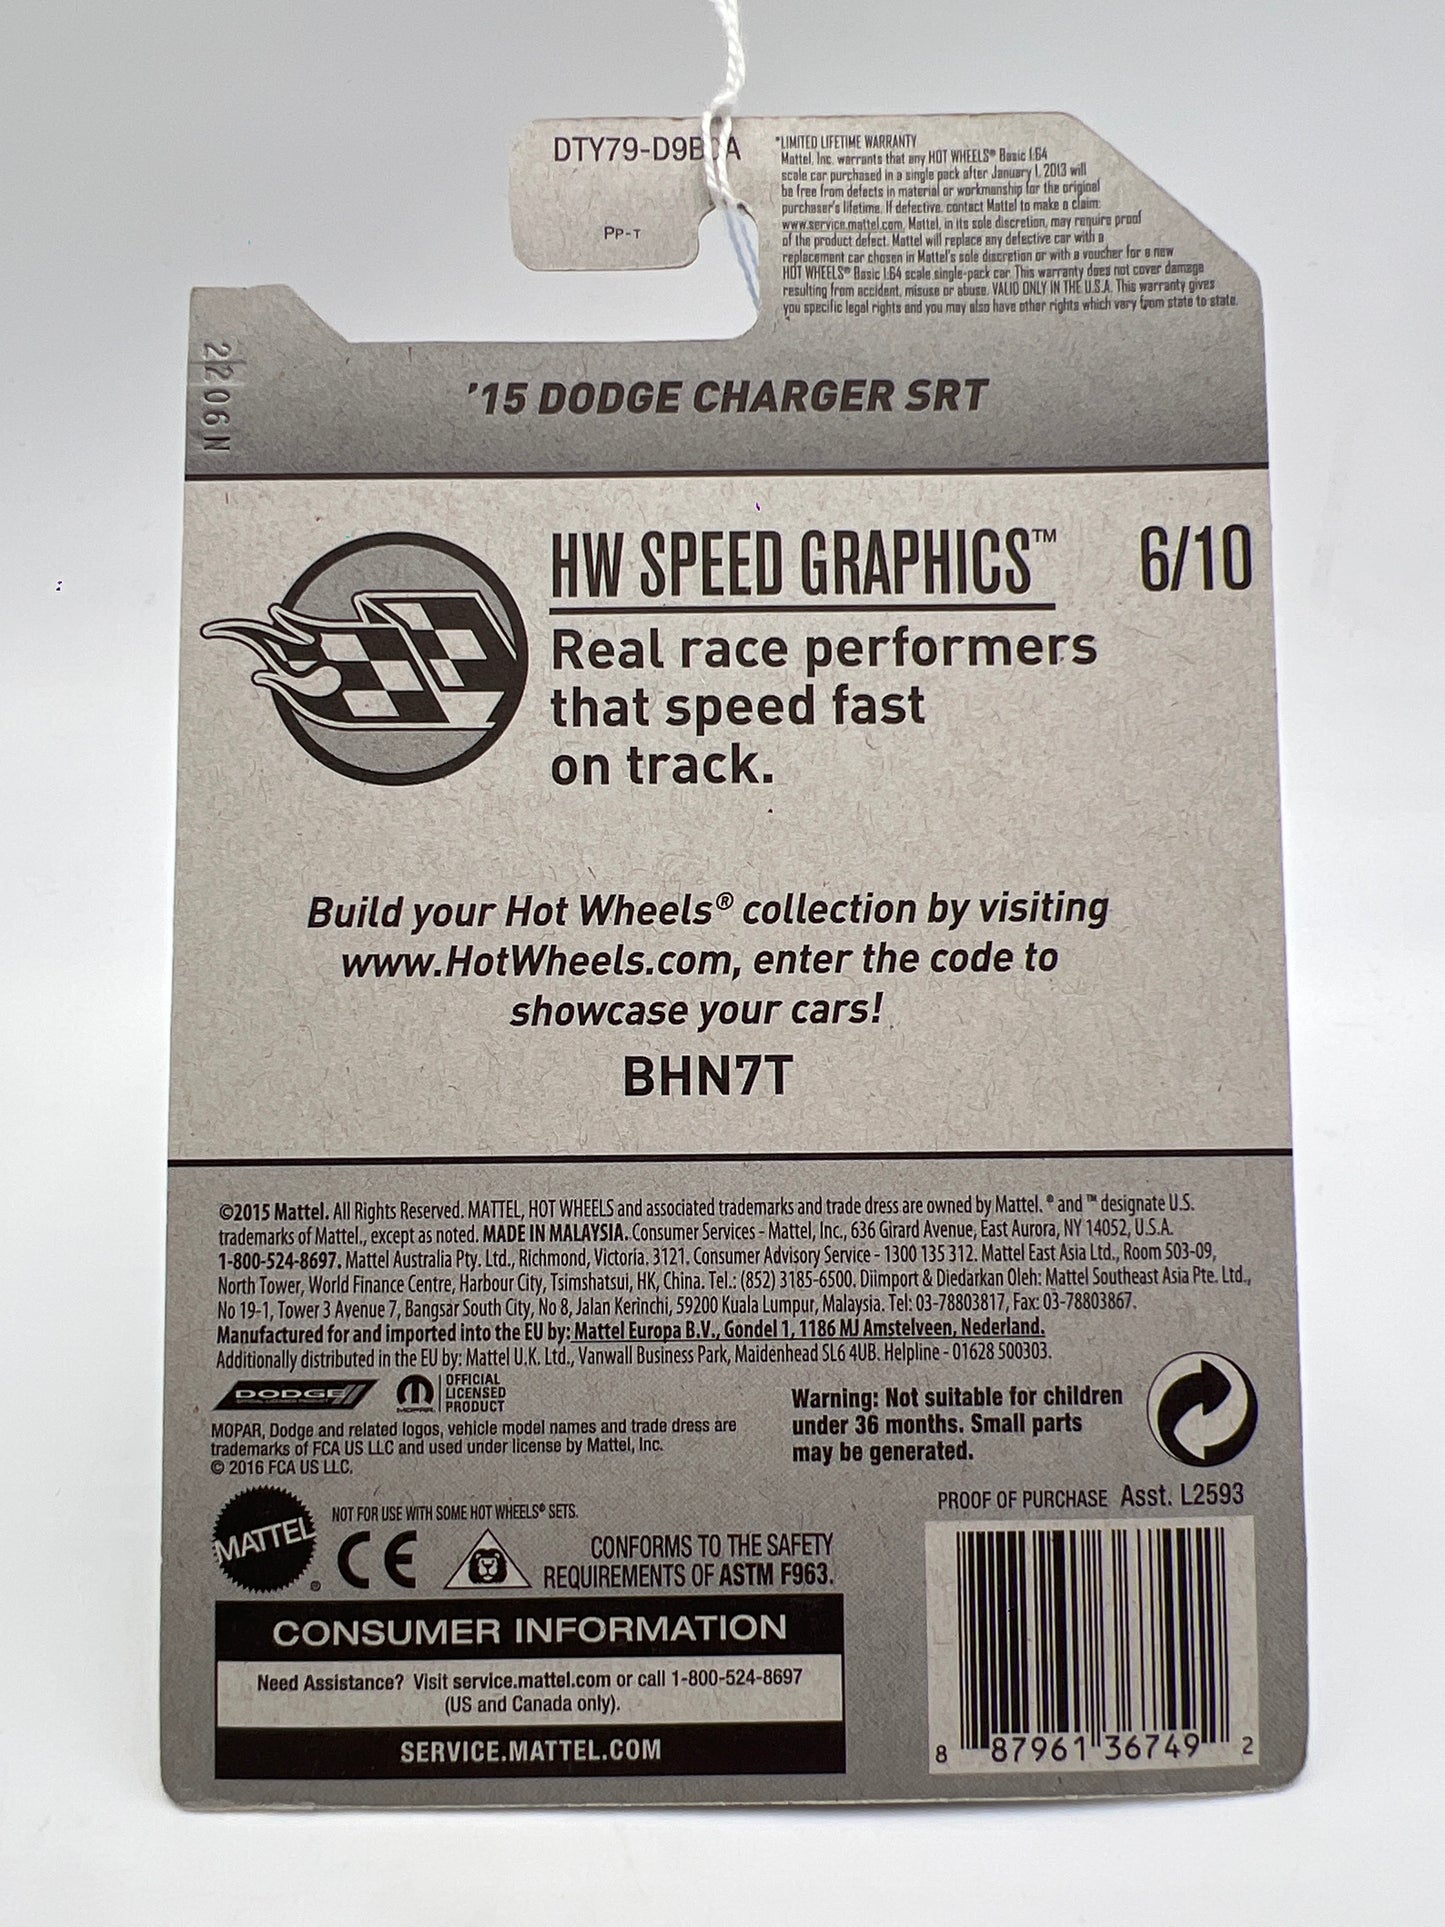 DTY79-D9B0A
PP-T
*LIMITED LIFETIME WARRANTY
Mattel, Inc. warrants that any HOT WHEELS® Basic 1:64
scale car purchased in a single pack after January 1, 2013 will
be free from defects in material or workmanship for the original
purchaser's lifetime. If defective, contact Mattel to make a claim:
www.service.mattel.com. Mattel, in its sole discretion, may require proof
of the product defect. Mattel will replace any defective car with a
replacement car chosen in Mattel's sole discretion or with a voucher for a new
HOT WHEELS® Basic 1:64 scale single-pack car. This warranty does not cover damage
resulting from accident, misuse or abuse. VALID ONLY IN THE U.S.A. This warranty gives
you specific legal rights and you may also have other rights which vary from state to state.
2206N
'15 DODGE CHARGER SRT
HW SPEED GRAPHICS™ 6/10
Real race performers
that speed fast
on track.
Build your Hot Wheels® collection by visiting
www.HotWheels.com, enter the code to
showcase your cars!
BHN7T
©2015 Mattel. All Rights Reserved. MATTEL, HOT WHEELS and associated trademarks and trade dress are owned by Mattel. ® and ™ designate U.S.
trademarks of Mattel., except as noted. MADE IN MALAYSIA. Consumer Services - Mattel, Inc., 636 Girard Avenue, East Aurora, NY 14052, U.S.A.
1-800-524-8697. Mattel Australia Pty. Ltd., Richmond, Victoria. 3121. Consumer Advisory Service - 1300 135 312. Mattel East Asia Ltd., Room 503-09,
North Tower, World Finance Centre, Harbour City, Tsimshatsui, HK, China. Tel.: (852) 3185-6500. Diimport & Diedarkan Oleh: Mattel Southeast Asia Pte. Ltd.,
No 19-1, Tower 3 Avenue 7, Bangsar South City, No 8, Jalan Kerinchi, 59200 Kuala Lumpur, Malaysia. Tel: 03-78803817, Fax: 03-78803867.
Manufactured for and imported into the EU by: Mattel Europa B.V., Gondel 1, 1186 MJ Amstelveen, Nederland.
Additionally distributed in the EU by: Mattel U.K. Ltd., Vanwall Business Park, Maidenhead SL6 4UB. Helpline - 01628 500303.
DODGE
OFFICIAL LICENSED PRODUCT
MOPAR
OFFICIAL
LICENSED
PRODUCT
MOPAR, Dodge and related logos, vehicle model names and trade dress are
trademarks of FCA US LLC and used under license by Mattel, Inc.
© 2016 FCA US LLC.
Warning: Not suitable for children
under 36 months. Small parts
may be generated.
PROOF OF PURCHASE Asst. L2593
MATTEL®
NOT FOR USE WITH SOME HOT WHEELS® SETS.
CE
CONFORMS TO THE SAFETY
REQUIREMENTS OF ASTM F963.
CONSUMER INFORMATION
Need Assistance? Visit service.mattel.com or call 1-800-524-8697
(US and Canada only).
SERVICE.MATTEL.COM
8 87961 36749 2